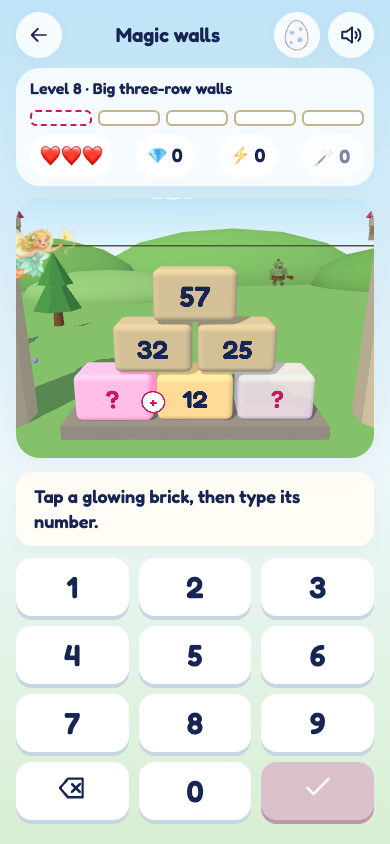 Magic walls
Level 8 · Big three-row walls
0
0
0
57
32 25
? + 12 ?
Tap a glowing brick, then type its
number.
1 2 3
4 5 6
7 8 9
0